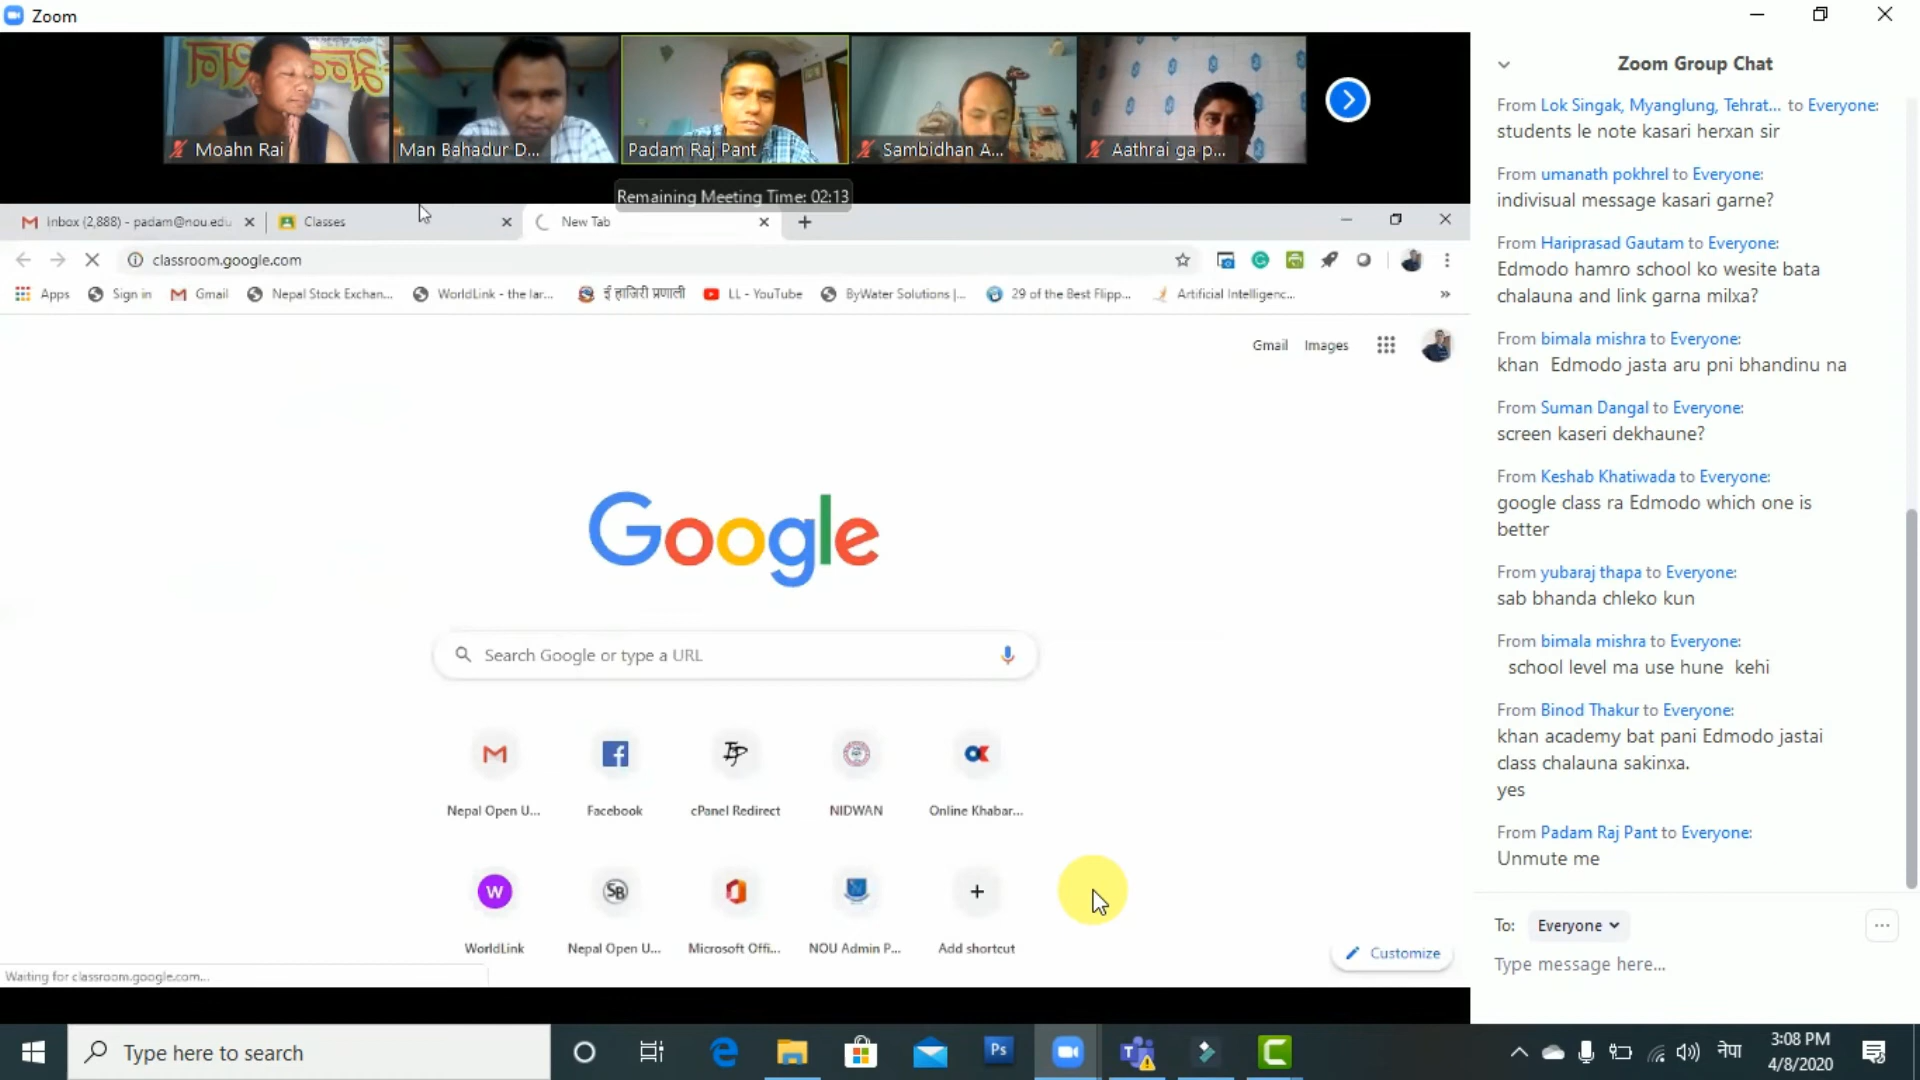 Zoom
Moahn Rai
Man Bahadur D...
Padam Raj Pant
Sambidhan A...
Aathrai ga p...
Remaining Meeting Time: 02:13
Inbox (2,888) - padam@nou.edu
Classes
New Tab
classroom.google.com
Apps
Sign in
Gmail
Nepal Stock Exchan...
WorldLink - the lar...
ई हाजिरी प्रणाली
LL - YouTube
ByWater Solutions |...
29 of the Best Flipp...
Artificial Intelligenc...
Gmail
Images
Google
Search Google or type a URL
Nepal Open U...
Facebook
cPanel Redirect
NIDWAN
Online Khabar...
WorldLink
Nepal Open U...
Microsoft Offi...
NOU Admin P...
Add shortcut
Customize
Waiting for classroom.google.com...
Zoom Group Chat
From Lok Singak, Myanglung, Tehrat... to Everyone:
students le note kasari herxan sir
From umanath pokhrel to Everyone:
indivisual message kasari garne?
From Hariprasad Gautam to Everyone:
Edmodo hamro school ko wesite bata
chalauna and link garna milxa?
From bimala mishra to Everyone:
khan Edmodo jasta aru pni bhandinu na
From Suman Dangal to Everyone:
screen kaseri dekhaune?
From Keshab Khatiwada to Everyone:
google class ra Edmodo which one is
better
From yubaraj thapa to Everyone:
sab bhanda chleko kun
From bimala mishra to Everyone:
school level ma use hune kehi
From Binod Thakur to Everyone:
khan academy bat pani Edmodo jastai
class chalauna sakinxa.
yes
From Padam Raj Pant to Everyone:
Unmute me
To: Everyone
Type message here...
Type here to search
Ps
नेपा
3:08 PM
4/8/2020